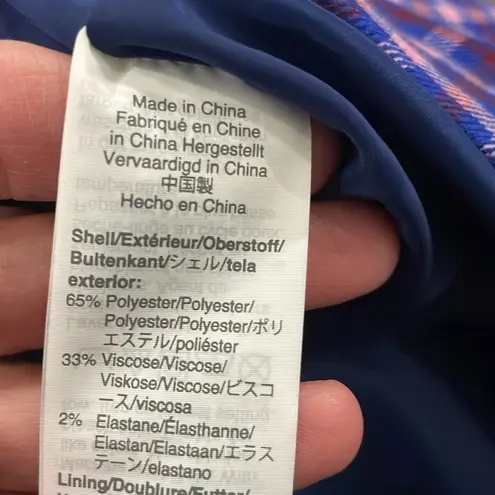 Made in China
Fabriqué en Chine
in China Hergestellt
Vervaardigd in China
中国製
Hecho en China
Shell/Extérieur/Oberstoff/
Buitenkant/シェル/tela
exterior:
65% Polyester/Polyester/
Polyester/Polyester/ポリ
エステル/poliéster
33% Viscose/Viscose/
Viskose/Viscose/ビスコ
ース/viscosa
2% Elastane/Élasthanne/
Elastan/Elastaan/エラス
テーン/elastano
Lining/Doublure/Futter/